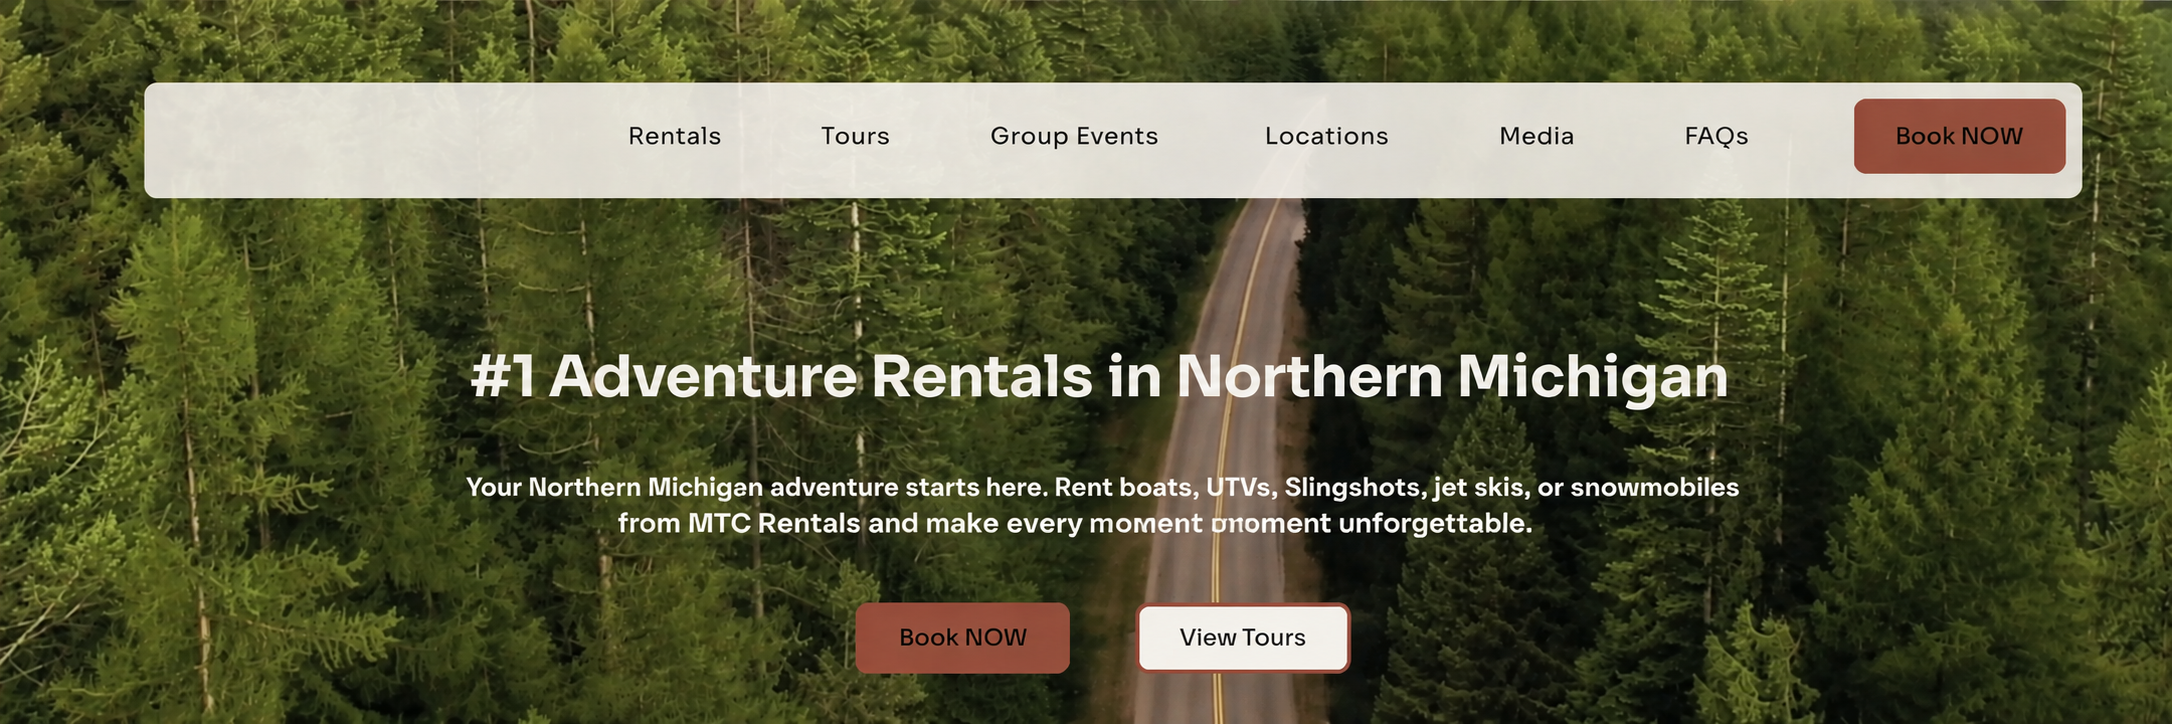 Rentals Tours Group Events Locations Media FAQs Book NOW
#1 Adventure Rentals in Northern Michigan
Your Northern Michigan adventure starts here. Rent boats, UTVs, Slingshots, jet skis, or snowmobiles
from MTC Rentals and make every moment moment unforgettable.
Book NOW View Tours